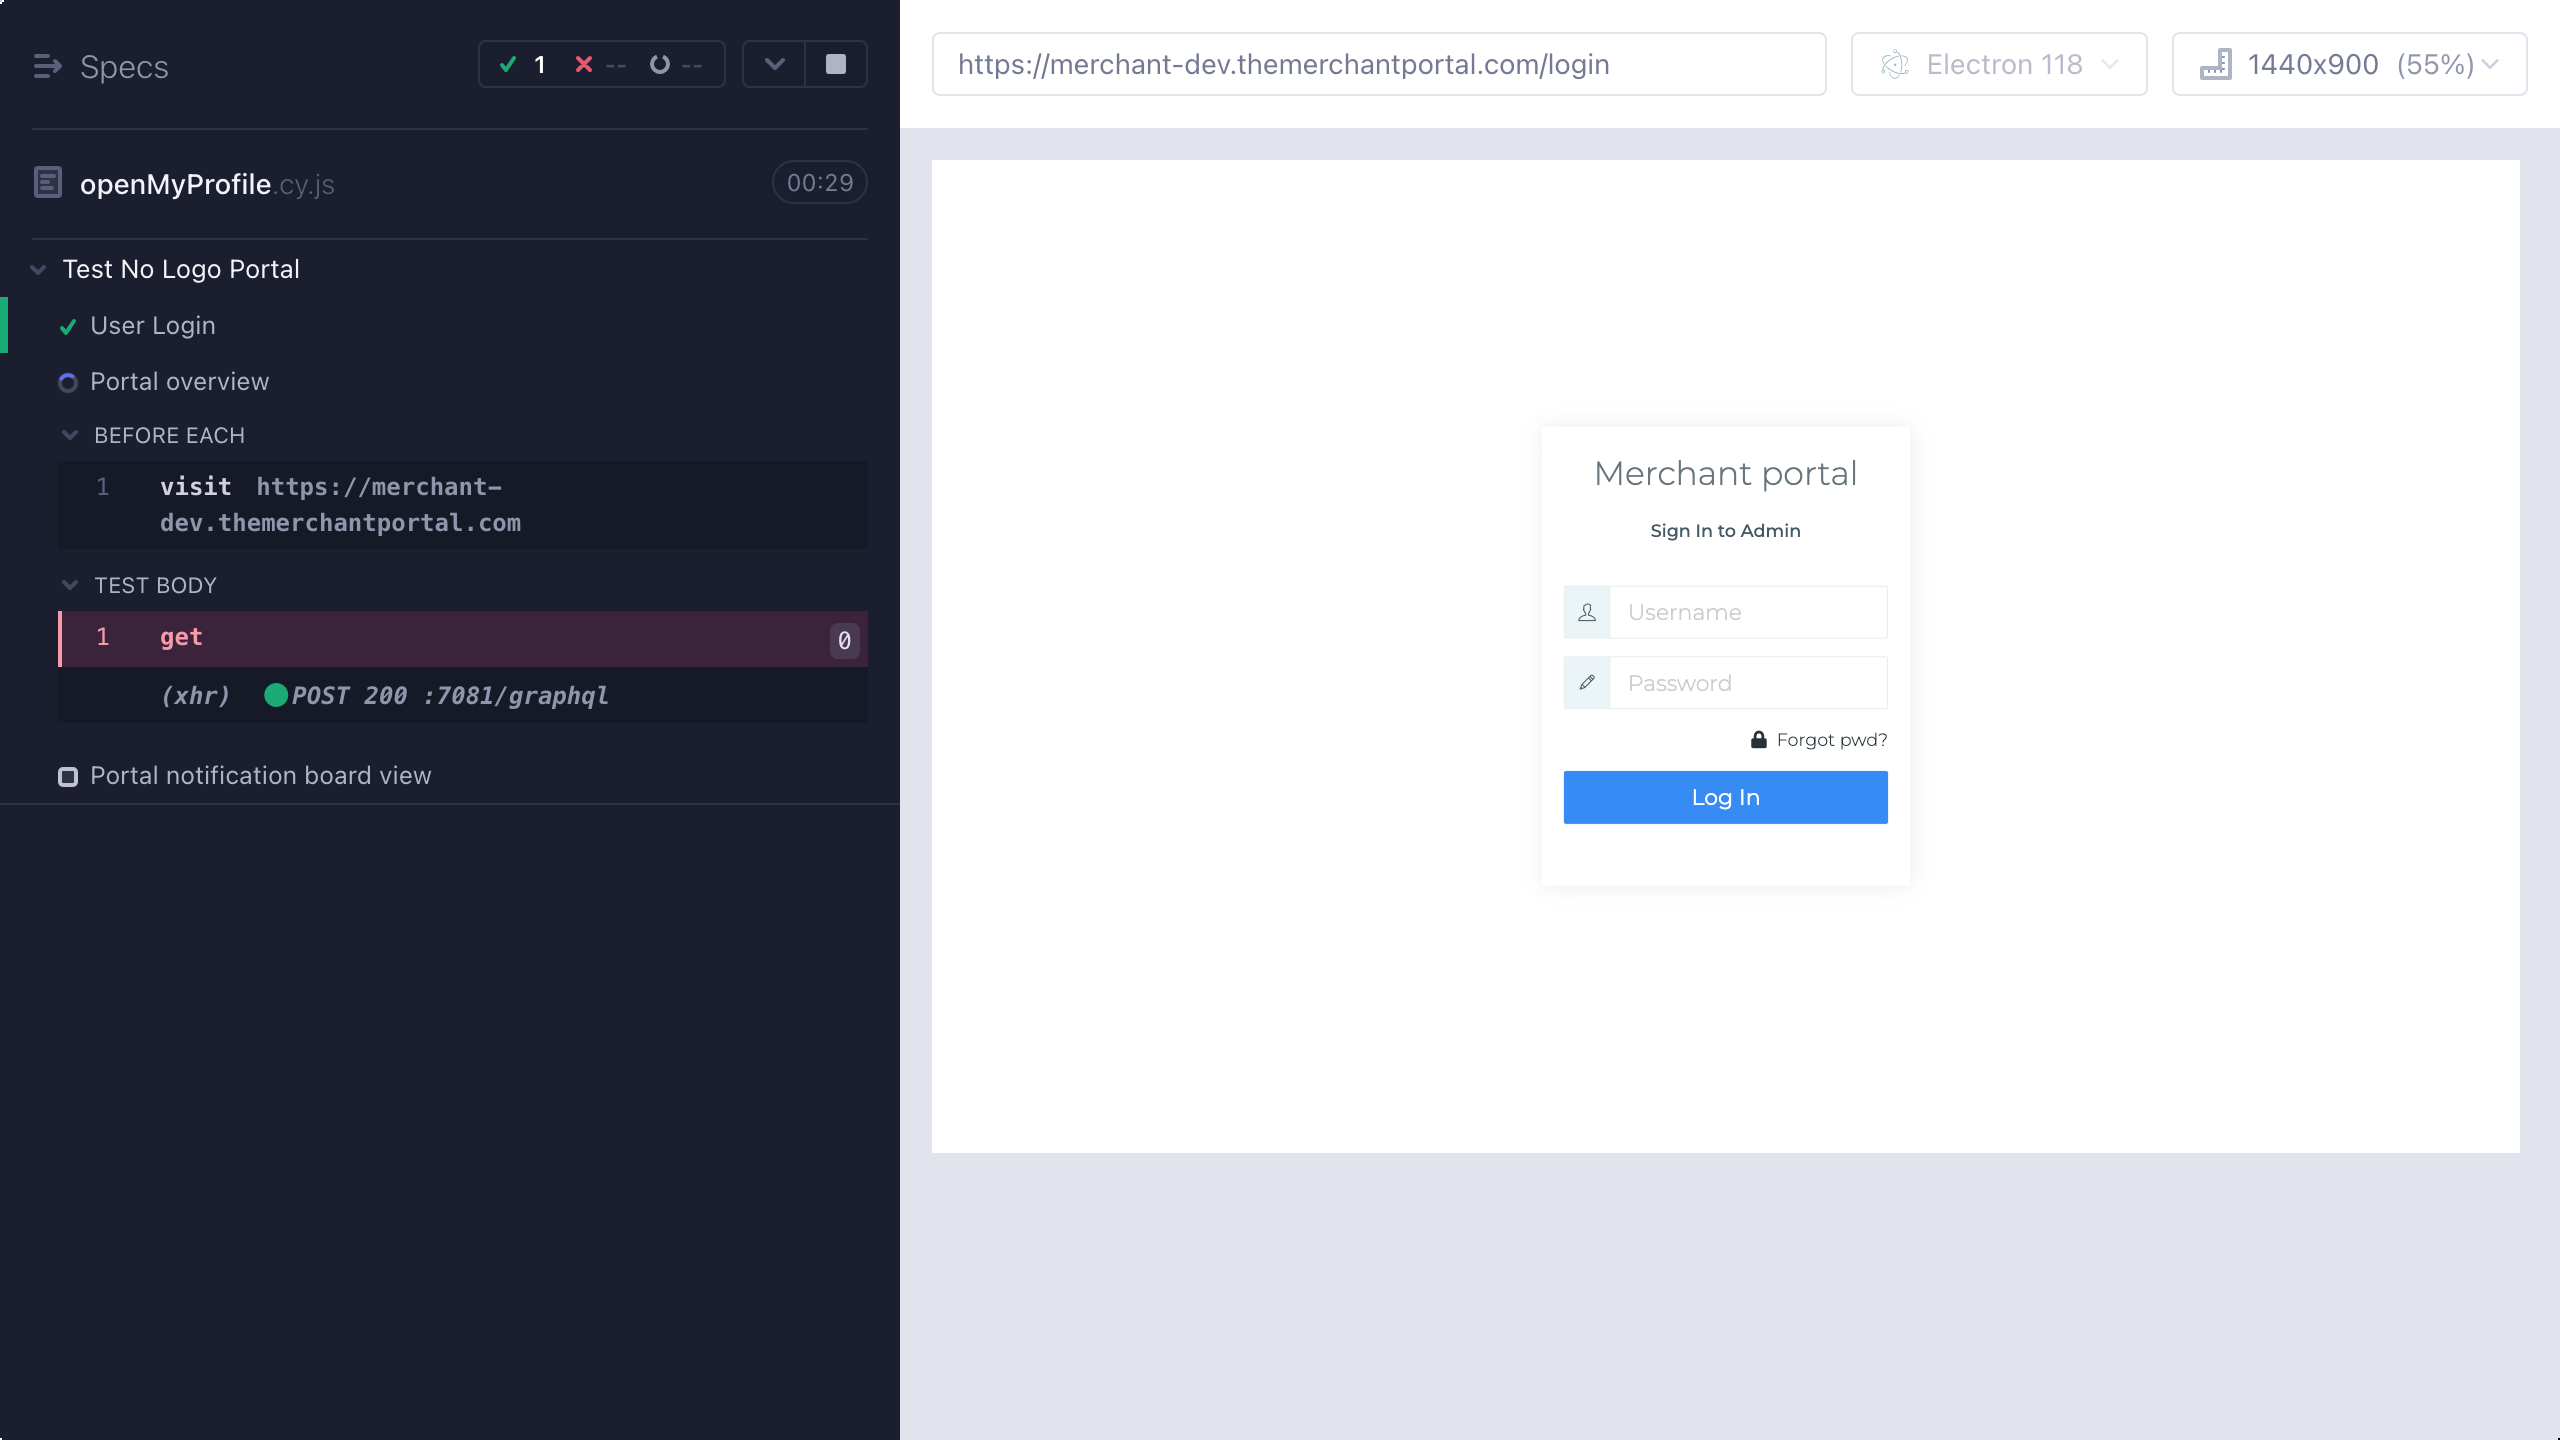 Specs
1
--
--
openMyProfile.cy.js
00:29
Test No Logo Portal
User Login
Portal overview
BEFORE EACH
1 visit https://merchant-
dev.themerchantportal.com
TEST BODY
1 get 0
(xhr) POST 200 :7081/graphql
Portal notification board view
https://merchant-dev.themerchantportal.com/login
Electron 118
1440x900 (55%)
Merchant portal
Sign In to Admin
Username
Password
Forgot pwd?
Log In